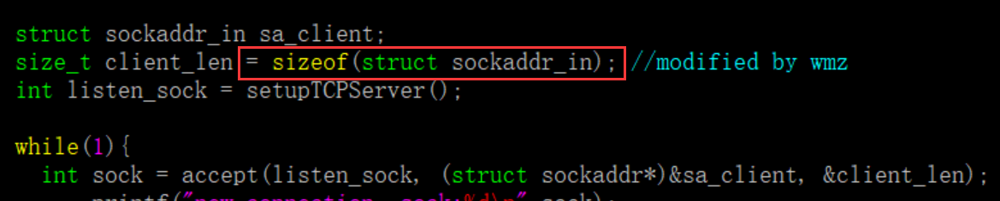 struct sockaddr_in sa_client;
size_t client_len = sizeof(struct sockaddr_in); //modified by wmz
int listen_sock = setupTCPServer();
while(1){
int sock = accept(listen_sock, (struct sockaddr*)&sa_client, &client_len);
printf("new connection, sock:%d\n",sock);